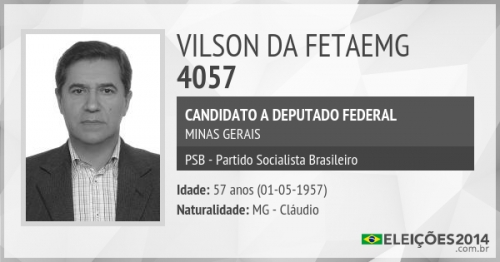 VILSON DA FETAEMG
4057
CANDIDATO A DEPUTADO FEDERAL
MINAS GERAIS
PSB - Partido Socialista Brasileiro
Idade: 57 anos (01-05-1957)
Naturalidade: MG - Cláudio
ELEIÇÕES2014
.com.br